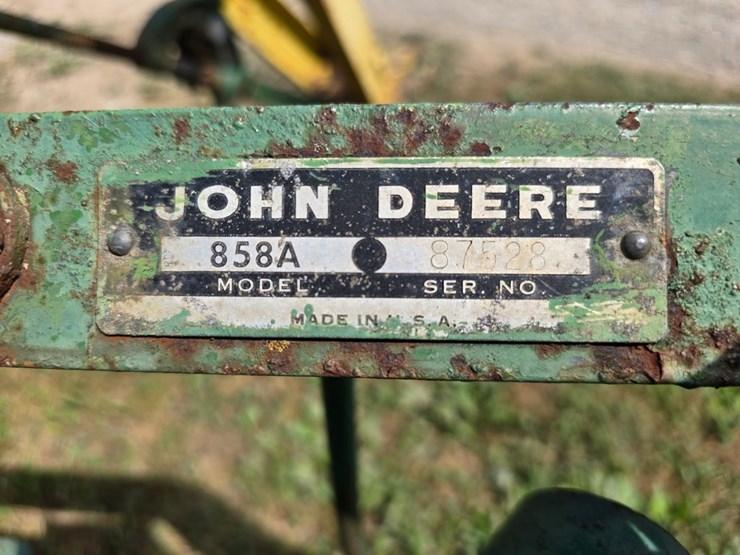 JOHN DEERE
858A 87528
MODEL SER. NO.
MADE IN U.S.A.